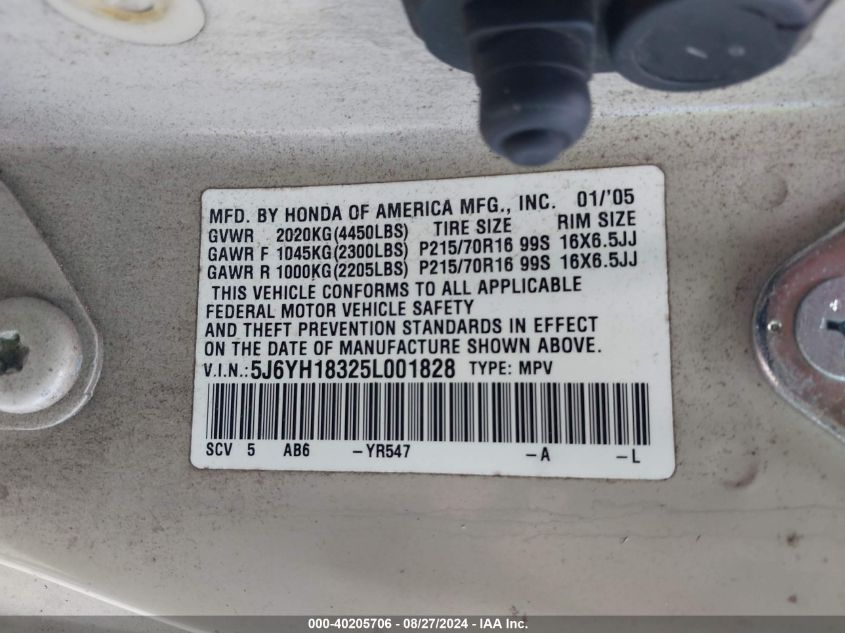 MFD. BY HONDA OF AMERICA MFG., INC. 01/'05
GVWR 2020KG(4450LBS) TIRE SIZE RIM SIZE
GAWR F 1045KG(2300LBS) P215/70R16 99S 16X6.5JJ
GAWR R 1000KG(2205LBS) P215/70R16 99S 16X6.5JJ
THIS VEHICLE CONFORMS TO ALL APPLICABLE
FEDERAL MOTOR VEHICLE SAFETY
AND THEFT PREVENTION STANDARDS IN EFFECT
ON THE DATE OF MANUFACTURE SHOWN ABOVE.
V.I.N.:5J6YH18325L001828 TYPE: MPV
SCV 5 AB6 -YR547 -A -L
000-40205706 - 08/27/2024 - IAA Inc.